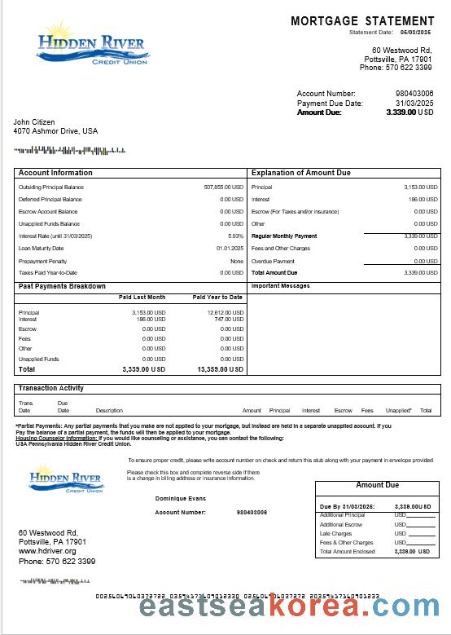 HIDDEN RIVER
CREDIT UNION
MORTGAGE STATEMENT
Statement Date: 05/03/2025
60 Westwood Rd,
Pottsville, PA 17901
Phone: 570 622 3399
Account Number: 980403006
Payment Due Date: 31/03/2025
Amount Due: 3.339.00 USD
John Citizen
4070 Ashmor Drive, USA
Account Information
Explanation of Amount Due
Outsiding Principal Balance 507,655.00 USD
Principal 3,153.00 USD
Deferred Principal Balance 0.00 USD
Interest 186.00 USD
Escrow Account Balance 0.00 USD
Escrow (For Taxes and/or insurance) 0.00 USD
Unapplied Funds Balance 0.00 USD
Other 0.00 USD
Interest Rate (until 31/03/2025)
Regular Monthly Payment 3,339.00 USD
Loan Maturity Date 01.01.2025
Fees and Other Charges 0.00 USD
Prepayment Penalty None
Overdue Payment 0.00 USD
Taxes Paid Year-to-Date 0.00 USD
Total Amount Due 3,339.00 USD
Past Payments Breakdown
Important Messages
Paid Last Month Paid Year to Date
Principal 3,153.00 USD 12,612.00 USD
Interest 186.00 USD 747.00 USD
Escrow 0.00 USD 0.00 USD
Fees 0.00 USD 0.00 USD
Other 0.00 USD 0.00 USD
Unapplied Funds 0.00 USD 0.00 USD
Total 3,339.00 USD 13,359.00 USD
Transaction Activity
Trans. Date Due Date Description Amount Principal Interest Escrow Fees Unapplied* Total
*Partial Payments: Any partial payments that you make are not applied to your mortgage, but instead are held in a separate unapplied account. If you
Pay the balance of a partial payment, the funds will then be applied to your mortgage.
Housing Counselor Information: If you would like counseling or assistance, you can contact the following:
USA Pennsylvania Hidden River Credit Union.
HIDDEN RIVER
CREDIT UNION
To ensure proper credit, please write account number on check and return this stub along with your payment in envelope provided
Please check this box and complete reverse side if there
is a change in billing address or insurance information.
Dominique Evans
Account Number: 980403006
Amount Due
Due By 31/03/2025: 3,339.00USD
Additional Principal USD
Additional Escrow USD
Late Charges USD
Fees & Other Charges USD
Total Amount Enclosed 3,339.00 USD
60 Westwood Rd,
Pottsville, PA 17901
www.hdriver.org
Phone: 570 622 3399
eastseakorea.com